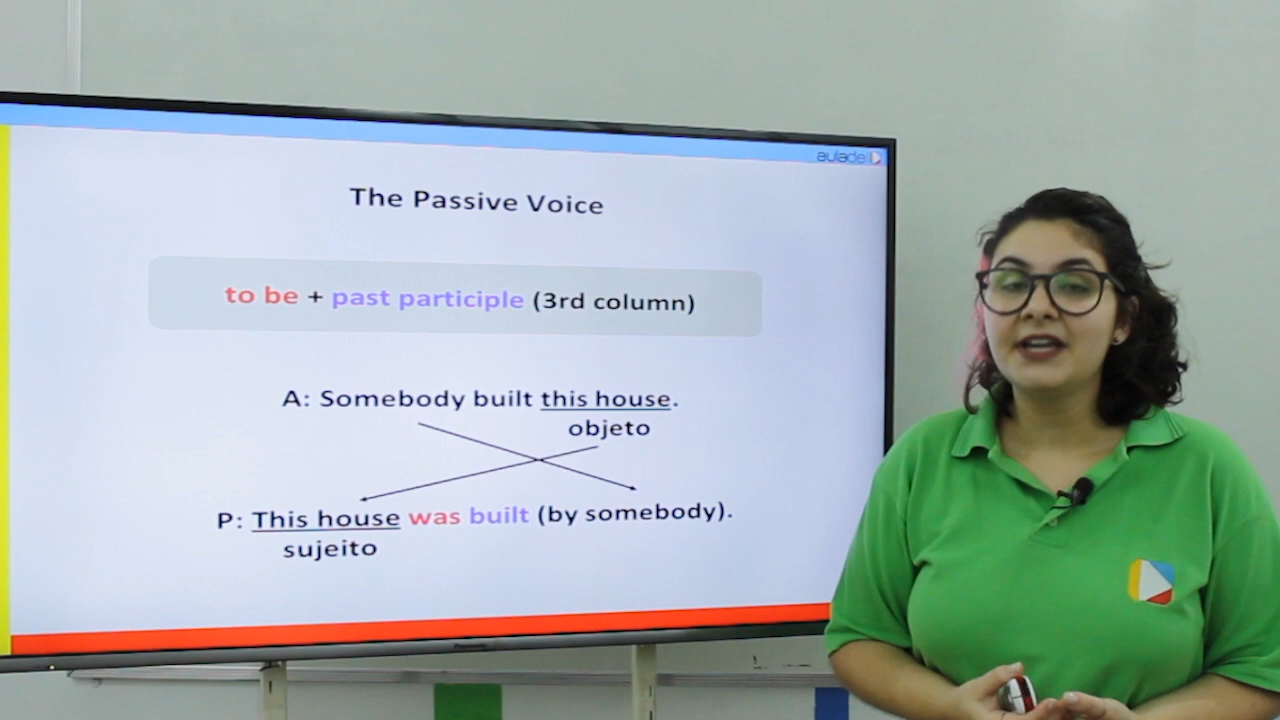 aulade
The Passive Voice
to be + past participle (3rd column)
A: Somebody built this house.
objeto
P: This house was built (by somebody).
sujeito
Panasonic